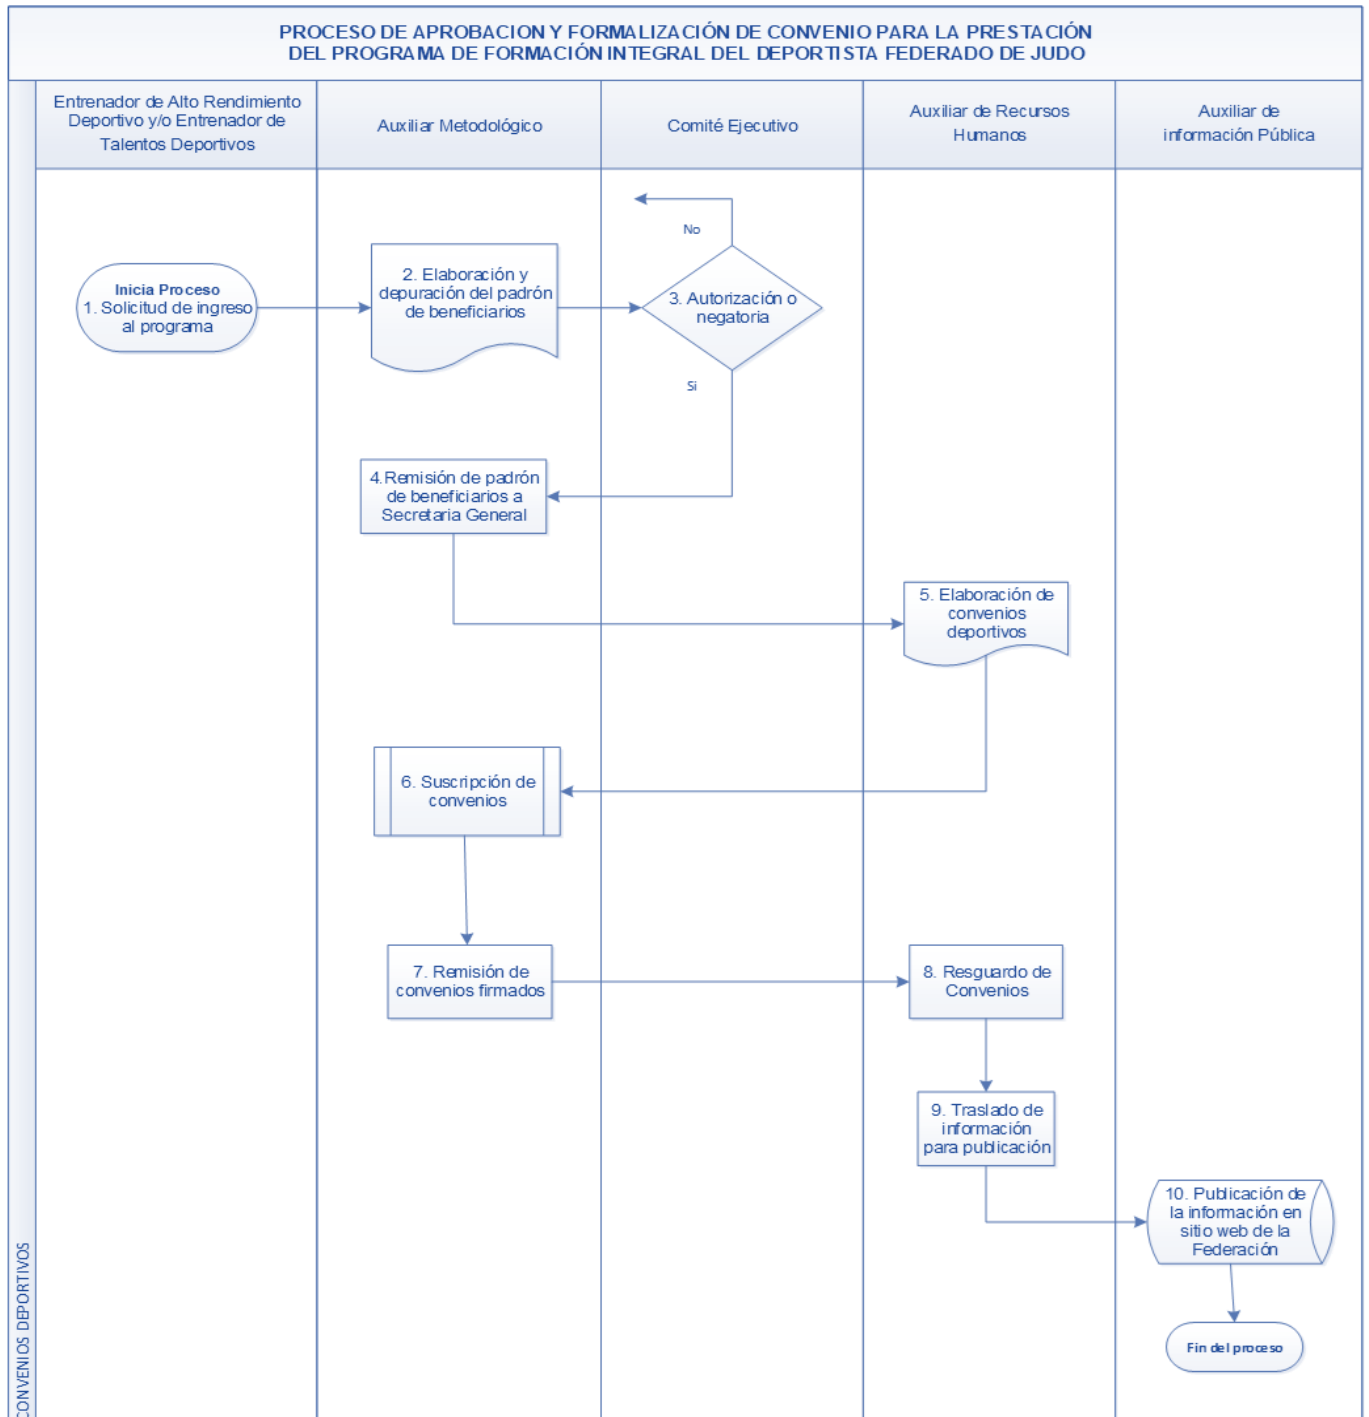 PROCESO DE APROBACION Y FORMALIZACIÓN DE CONVENIO PARA LA PRESTACIÓN
DEL PROGRAMA DE FORMACIÓN INTEGRAL DEL DEPORTISTA FEDERADO DE JUDO
Entrenador de Alto Rendimiento
Deportivo y/o Entrenador de
Talentos Deportivos
Auxiliar Metodológico
Comité Ejecutivo
Auxiliar de Recursos
Humanos
Auxiliar de
información Pública
No
Inicia Proceso
1. Solicitud de ingreso
al programa
2. Elaboración y
depuración del padrón
de beneficiarios
3. Autorización o
negatoria
Si
4.Remisión de padrón
de beneficiarios a
Secretaria General
5. Elaboración de
convenios
deportivos
6. Suscripción de
convenios
7. Remisión de
convenios firmados
8. Resguardo de
Convenios
9. Traslado de
información
para publicación
10. Publicación de
la información en
sitio web de la
Federación
Fin del proceso
CONVENIOS DEPORTIVOS